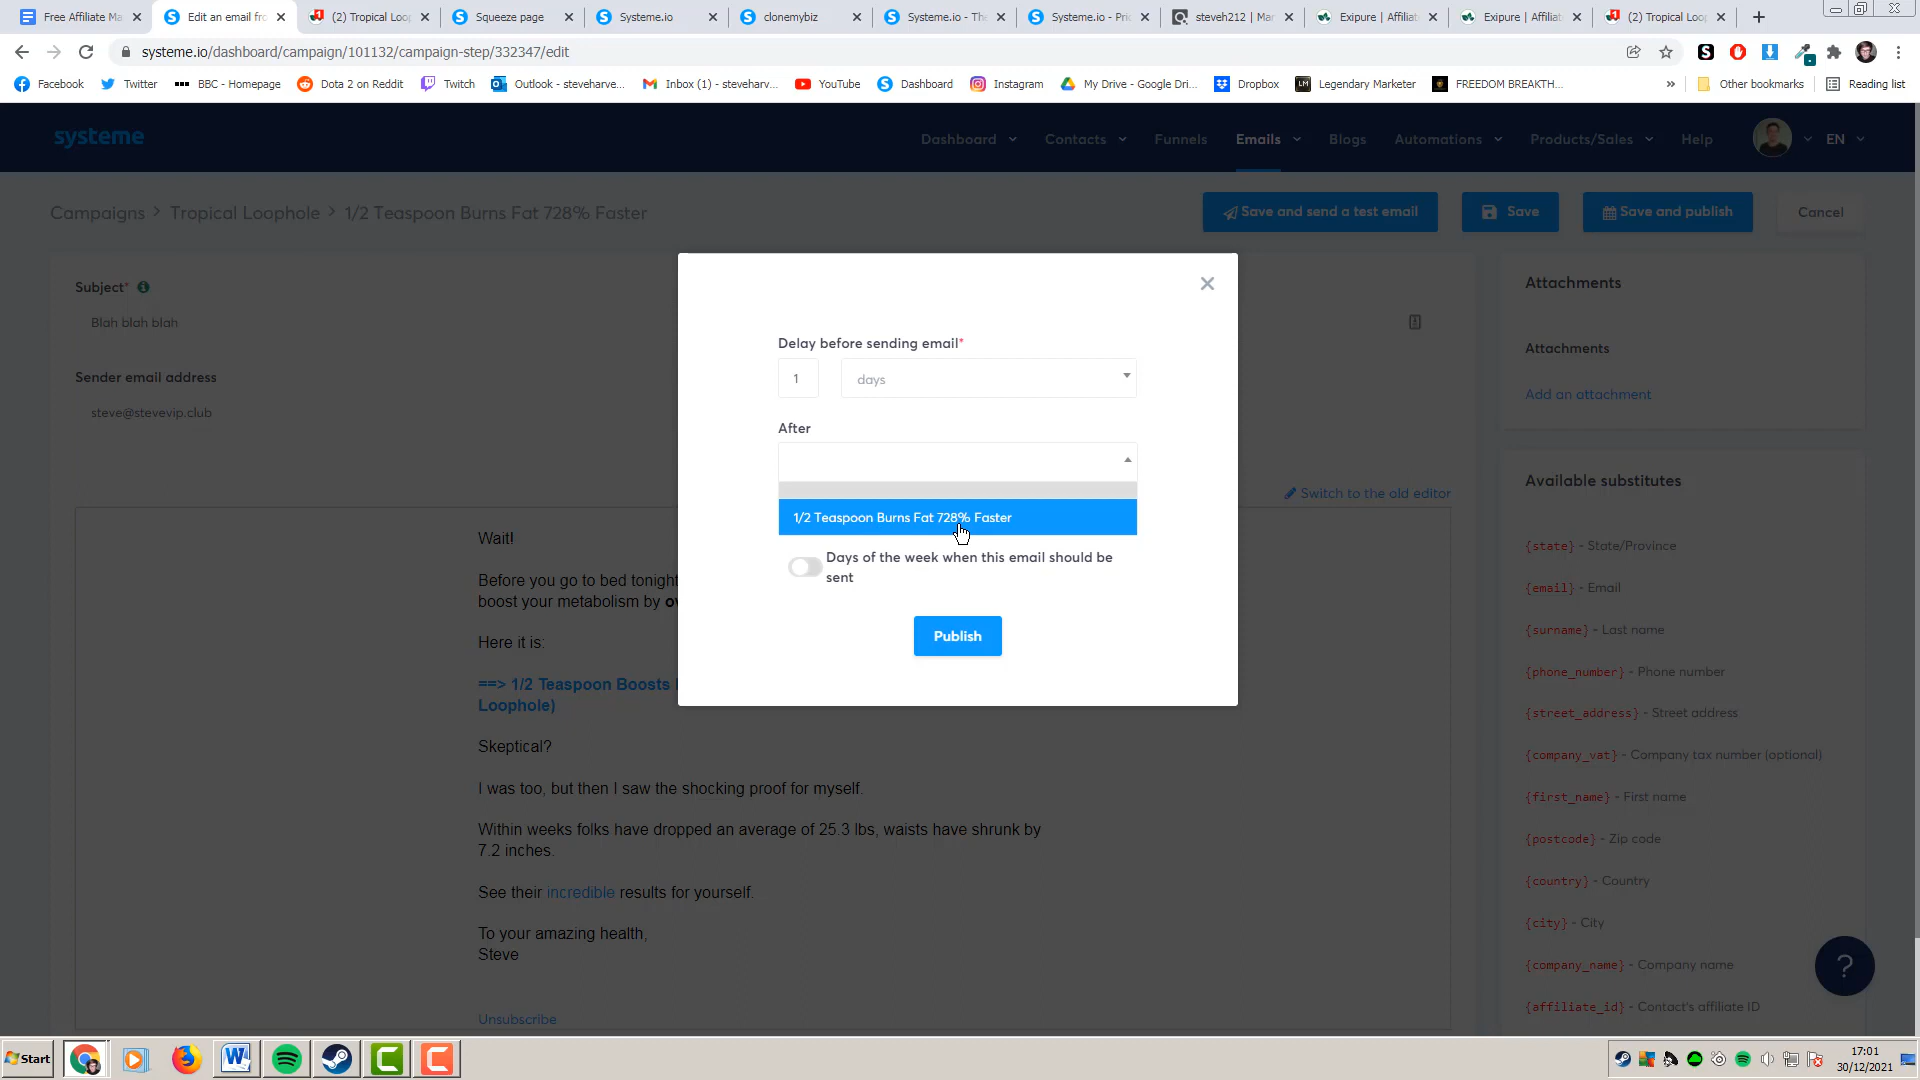 Free Affiliate Ma
Edit an email fro
(2) Tropical Loo
Squeeze page
Systeme.io
clonemybiz
Systeme.io - The
Systeme.io - Pric
steveh212 | Mar
Exipure | Affiliat
Exipure | Affiliat
(2) Tropical Loo
systeme.io/dashboard/campaign/101132/campaign-step/332347/edit
Facebook
Twitter
BBC - Homepage
Dota 2 on Reddit
Twitch
Outlook - steveharve...
Inbox (1) - steveharv...
YouTube
Dashboard
Instagram
My Drive - Google Dri...
Dropbox
Legendary Marketer
FREEDOM BREAKTH...
»
Other bookmarks
Reading list
systeme
Dashboard
Contacts
Funnels
Emails
Blogs
Automations
Products/Sales
Help
EN
Campaigns > Tropical Loophole > 1/2 Teaspoon Burns Fat 728% Faster
Save and send a test email
Save
Save and publish
Cancel
Subject*
Blah blah blah
Sender email address
steve@stevevip.club
Switch to the old editor
Wait!
Before you go to bed tonight
boost your metabolism by
Here it is:
==> 1/2 Teaspoon Boosts
Loophole)
Skeptical?
I was too, but then I saw the shocking proof for myself.
Within weeks folks have dropped an average of 25.3 lbs, waists have shrunk by
7.2 inches.
See their incredible results for yourself.
To your amazing health,
Steve
Unsubscribe
Delay before sending email*
1
days
After
1/2 Teaspoon Burns Fat 728% Faster
Days of the week when this email should be
sent
Publish
Attachments
Attachments
Add an attachment
Available substitutes
{state} - State/Province
{email} - Email
{surname} - Last name
{phone_number} - Phone number
{street_address} - Street address
{company_vat} - Company tax number (optional)
{first_name} - First name
{postcode} - Zip code
{country} - Country
{city} - City
{company_name} - Company name
{affiliate_id} - Contact's affiliate ID
?
Start
17:01
30/12/2021